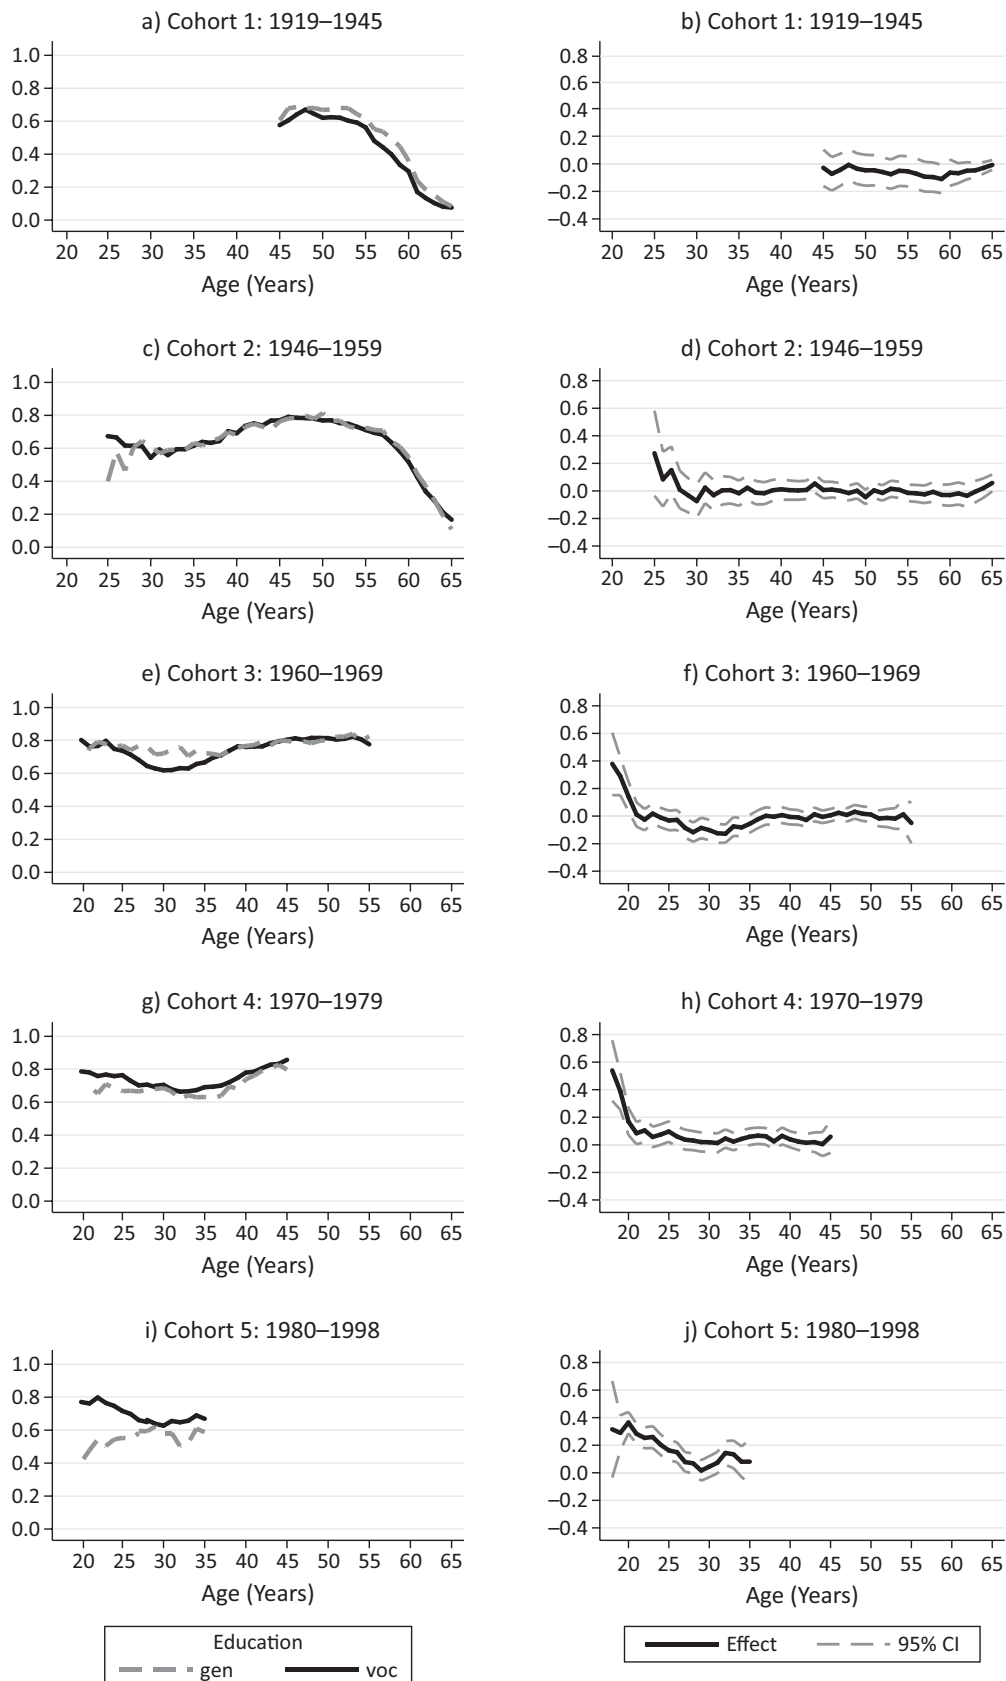 a) Cohort 1: 1919–1945
1.0
0.8
0.6
0.4
0.2
0.0
20 25 30 35 40 45 50 55 60 65
Age (Years)
b) Cohort 1: 1919–1945
0.8
0.6
0.4
0.2
0.0
–0.2
–0.4
20 25 30 35 40 45 50 55 60 65
Age (Years)
c) Cohort 2: 1946–1959
1.0
0.8
0.6
0.4
0.2
0.0
20 25 30 35 40 45 50 55 60 65
Age (Years)
d) Cohort 2: 1946–1959
0.8
0.6
0.4
0.2
0.0
–0.2
–0.4
20 25 30 35 40 45 50 55 60 65
Age (Years)
e) Cohort 3: 1960–1969
1.0
0.8
0.6
0.4
0.2
0.0
20 25 30 35 40 45 50 55 60 65
Age (Years)
f) Cohort 3: 1960–1969
0.8
0.6
0.4
0.2
0.0
–0.2
–0.4
20 25 30 35 40 45 50 55 60 65
Age (Years)
g) Cohort 4: 1970–1979
1.0
0.8
0.6
0.4
0.2
0.0
20 25 30 35 40 45 50 55 60 65
Age (Years)
h) Cohort 4: 1970–1979
0.8
0.6
0.4
0.2
0.0
–0.2
–0.4
20 25 30 35 40 45 50 55 60 65
Age (Years)
i) Cohort 5: 1980–1998
1.0
0.8
0.6
0.4
0.2
0.0
20 25 30 35 40 45 50 55 60 65
Age (Years)
j) Cohort 5: 1980–1998
0.8
0.6
0.4
0.2
0.0
–0.2
–0.4
20 25 30 35 40 45 50 55 60 65
Age (Years)
Education
gen voc
Effect 95% CI